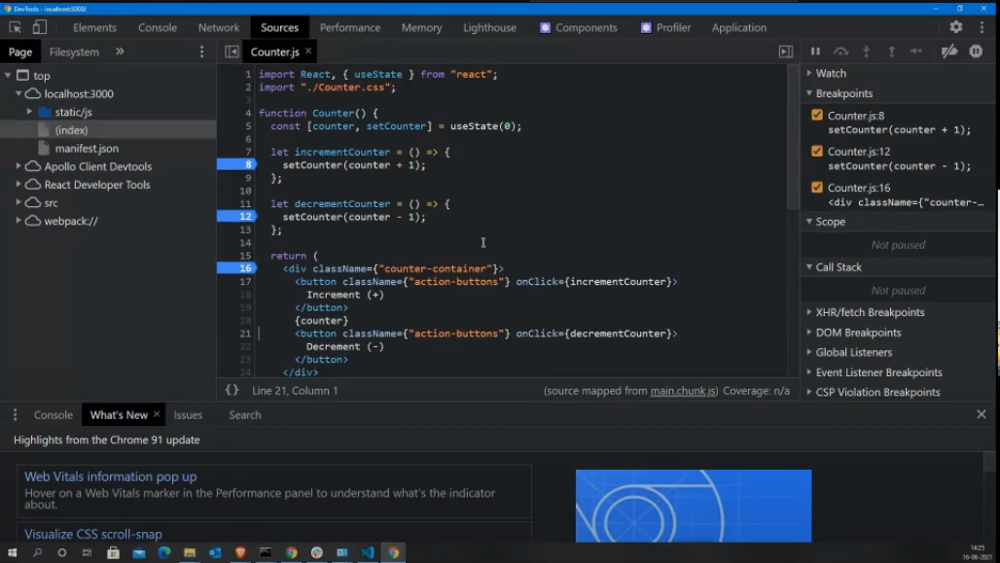 DevTools - localhost:3000/
Elements Console Network Sources Performance Memory Lighthouse Components Profiler Application
Page Filesystem »
Counter.js ×
top
localhost:3000
static/js
(index)
manifest.json
Apollo Client Devtools
React Developer Tools
src
webpack://
1 import React, { useState } from "react";
2 import "./Counter.css";
3
4 function Counter() {
5 const [counter, setCounter] = useState(0);
6
7 let incrementCounter = () => {
8 setCounter(counter + 1);
9 };
10
11 let decrementCounter = () => {
12 setCounter(counter - 1);
13 };
14
15 return (
16 <div className={"counter-container"}>
17 <button className={"action-buttons"} onClick={incrementCounter}>
18 Increment (+)
19 </button>
20 {counter}
21 <button className={"action-buttons"} onClick={decrementCounter}>
22 Decrement (-)
23 </button>
24 </div>
{} Line 21, Column 1 (source mapped from main.chunk.js) Coverage: n/a
Watch
Breakpoints
Counter.js:8
setCounter(counter + 1);
Counter.js:12
setCounter(counter - 1);
Counter.js:16
<div className={"counter-…
Scope
Not paused
Call Stack
Not paused
XHR/fetch Breakpoints
DOM Breakpoints
Global Listeners
Event Listener Breakpoints
CSP Violation Breakpoints
Console What's New × Issues Search
Highlights from the Chrome 91 update
Web Vitals information pop up
Hover on a Web Vitals marker in the Performance panel to understand what's the indicator
about.
Visualize CSS scroll-snap
14:25
16-08-2021